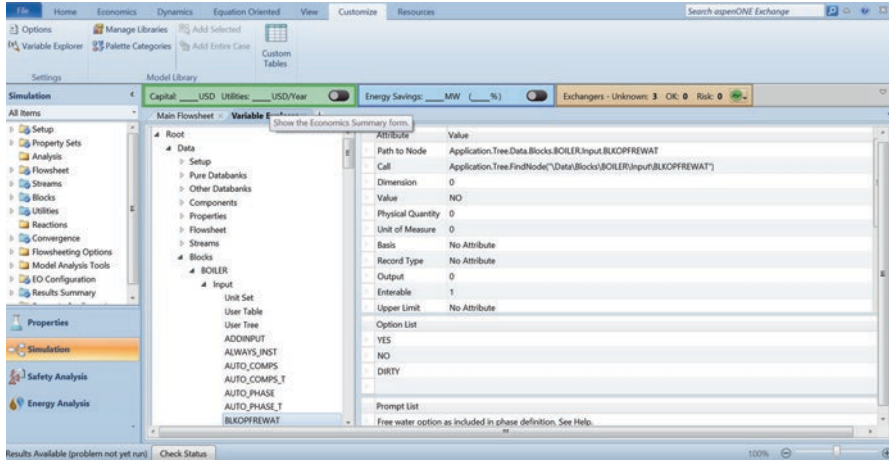 File Home Economics Dynamics Equation Oriented View Customize Resources Search aspenONE Exchange
Options Manage Libraries Add Selected
Variable Explorer Palette Categories Add Entire Case Custom
Tables
Settings Model Library
Simulation Capital: ____USD Utilities: ____USD/Year Energy Savings: ____MW (____%) Exchangers - Unknown: 3 OK: 0 Risk: 0
All Items Main Flowsheet Variable
Show the Economics Summary form.
Setup
Property Sets
Analysis
Flowsheet
Streams
Blocks
Utilities
Reactions
Convergence
Flowsheeting Options
Model Analysis Tools
EO Configuration
Results Summary
Properties
Simulation
Safety Analysis
Energy Analysis
Root
Data
Setup
Pure Databanks
Other Databanks
Components
Properties
Flowsheet
Streams
Blocks
BOILER
Input
Unit Set
User Table
User Tree
ADDINPUT
ALWAYS_INST
AUTO_COMPS
AUTO_COMPS_T
AUTO_PHASE
AUTO_PHASE_T
BLKOPFREWAT
Attribute Value
Path to Node Application.Tree.Data.Blocks.BOILER.Input.BLKOPFREWAT
Call Application.Tree.FindNode("\Data\Blocks\BOILER\Input\BLKOPFREWAT")
Dimension 0
Value NO
Physical Quantity 0
Unit of Measure 0
Basis No Attribute
Record Type No Attribute
Output 0
Enterable 1
Upper Limit No Attribute
Option List
YES
NO
DIRTY
Prompt List
Free water option as included in phase definition. See Help.
Results Available (problem not yet run) Check Status 100%